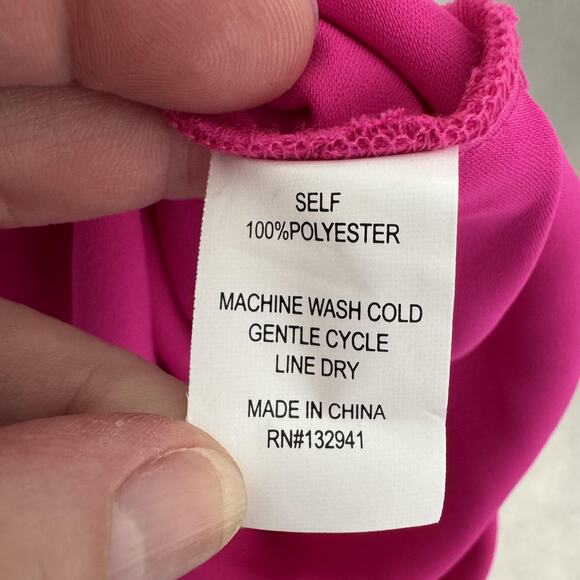 SELF
100%POLYESTER
MACHINE WASH COLD
GENTLE CYCLE
LINE DRY
MADE IN CHINA
RN#132941